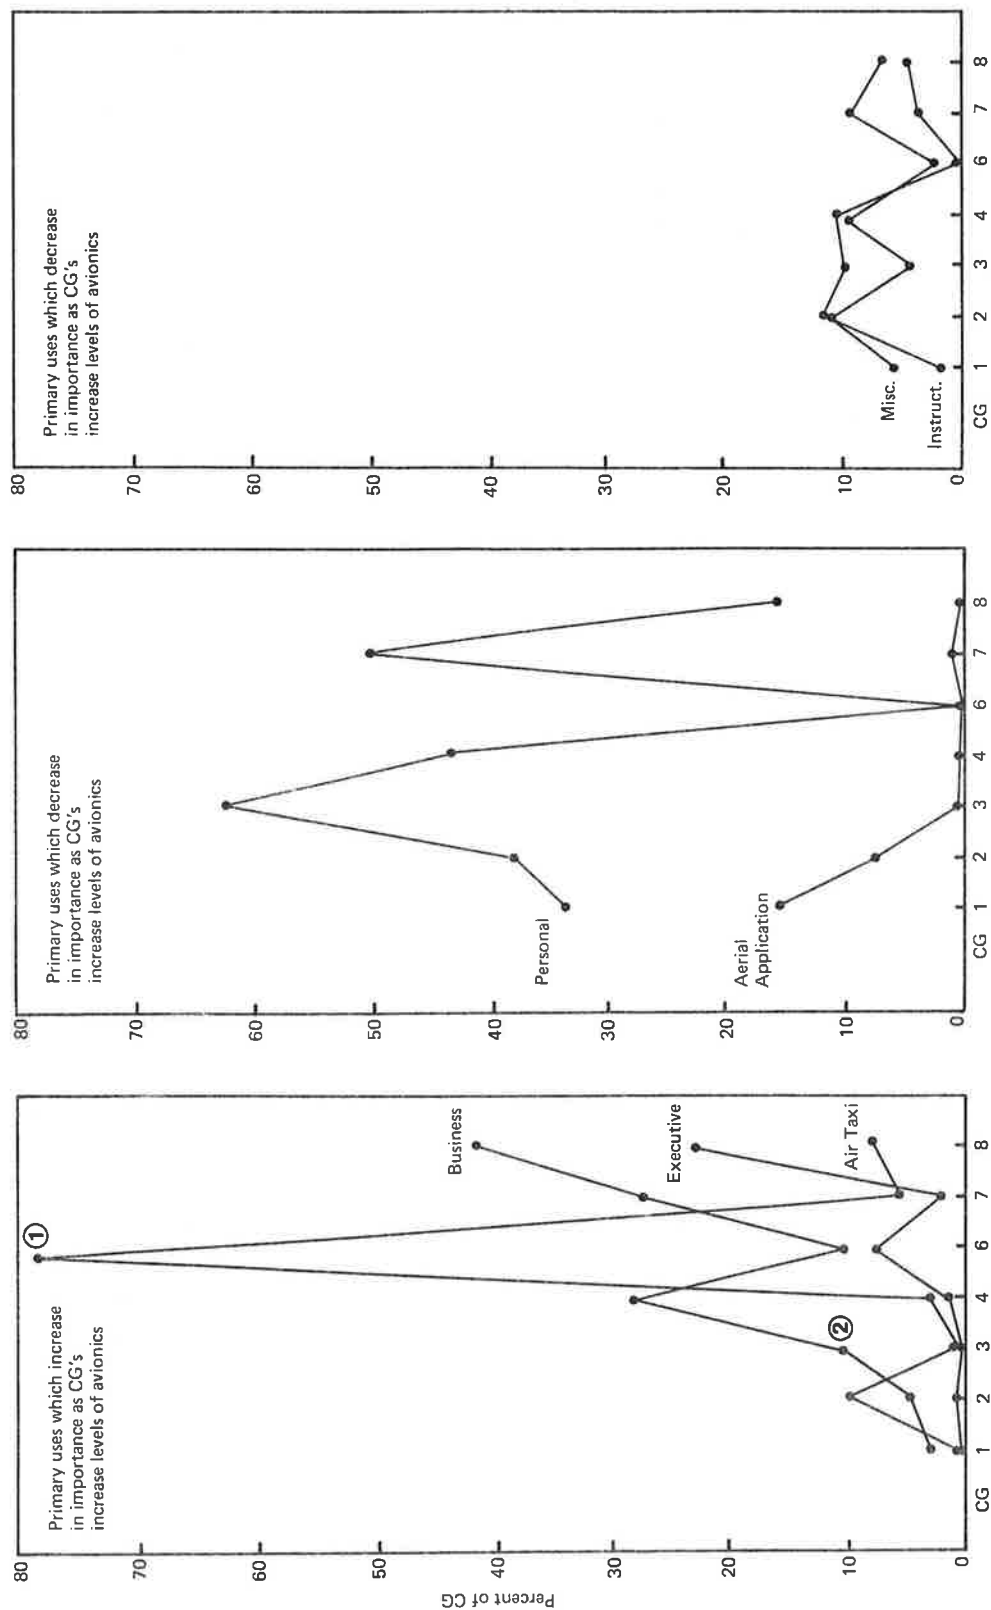 Primary uses which increase
in importance as CG's
increase levels of avionics
80
70
60
50
40
30
20
10
0
Percent of CG
①
②
Business
Executive
Air Taxi
CG 1 2 3 4 6 7 8
Primary uses which decrease
in importance as CG's
increase levels of avionics
80
70
60
50
40
30
20
10
0
Personal
Aerial
Application
CG 1 2 3 4 6 7 8
Primary uses which decrease
in importance as CG's
increase levels of avionics
80
70
60
50
40
30
20
10
0
Misc.
Instruct.
CG 1 2 3 4 6 7 8